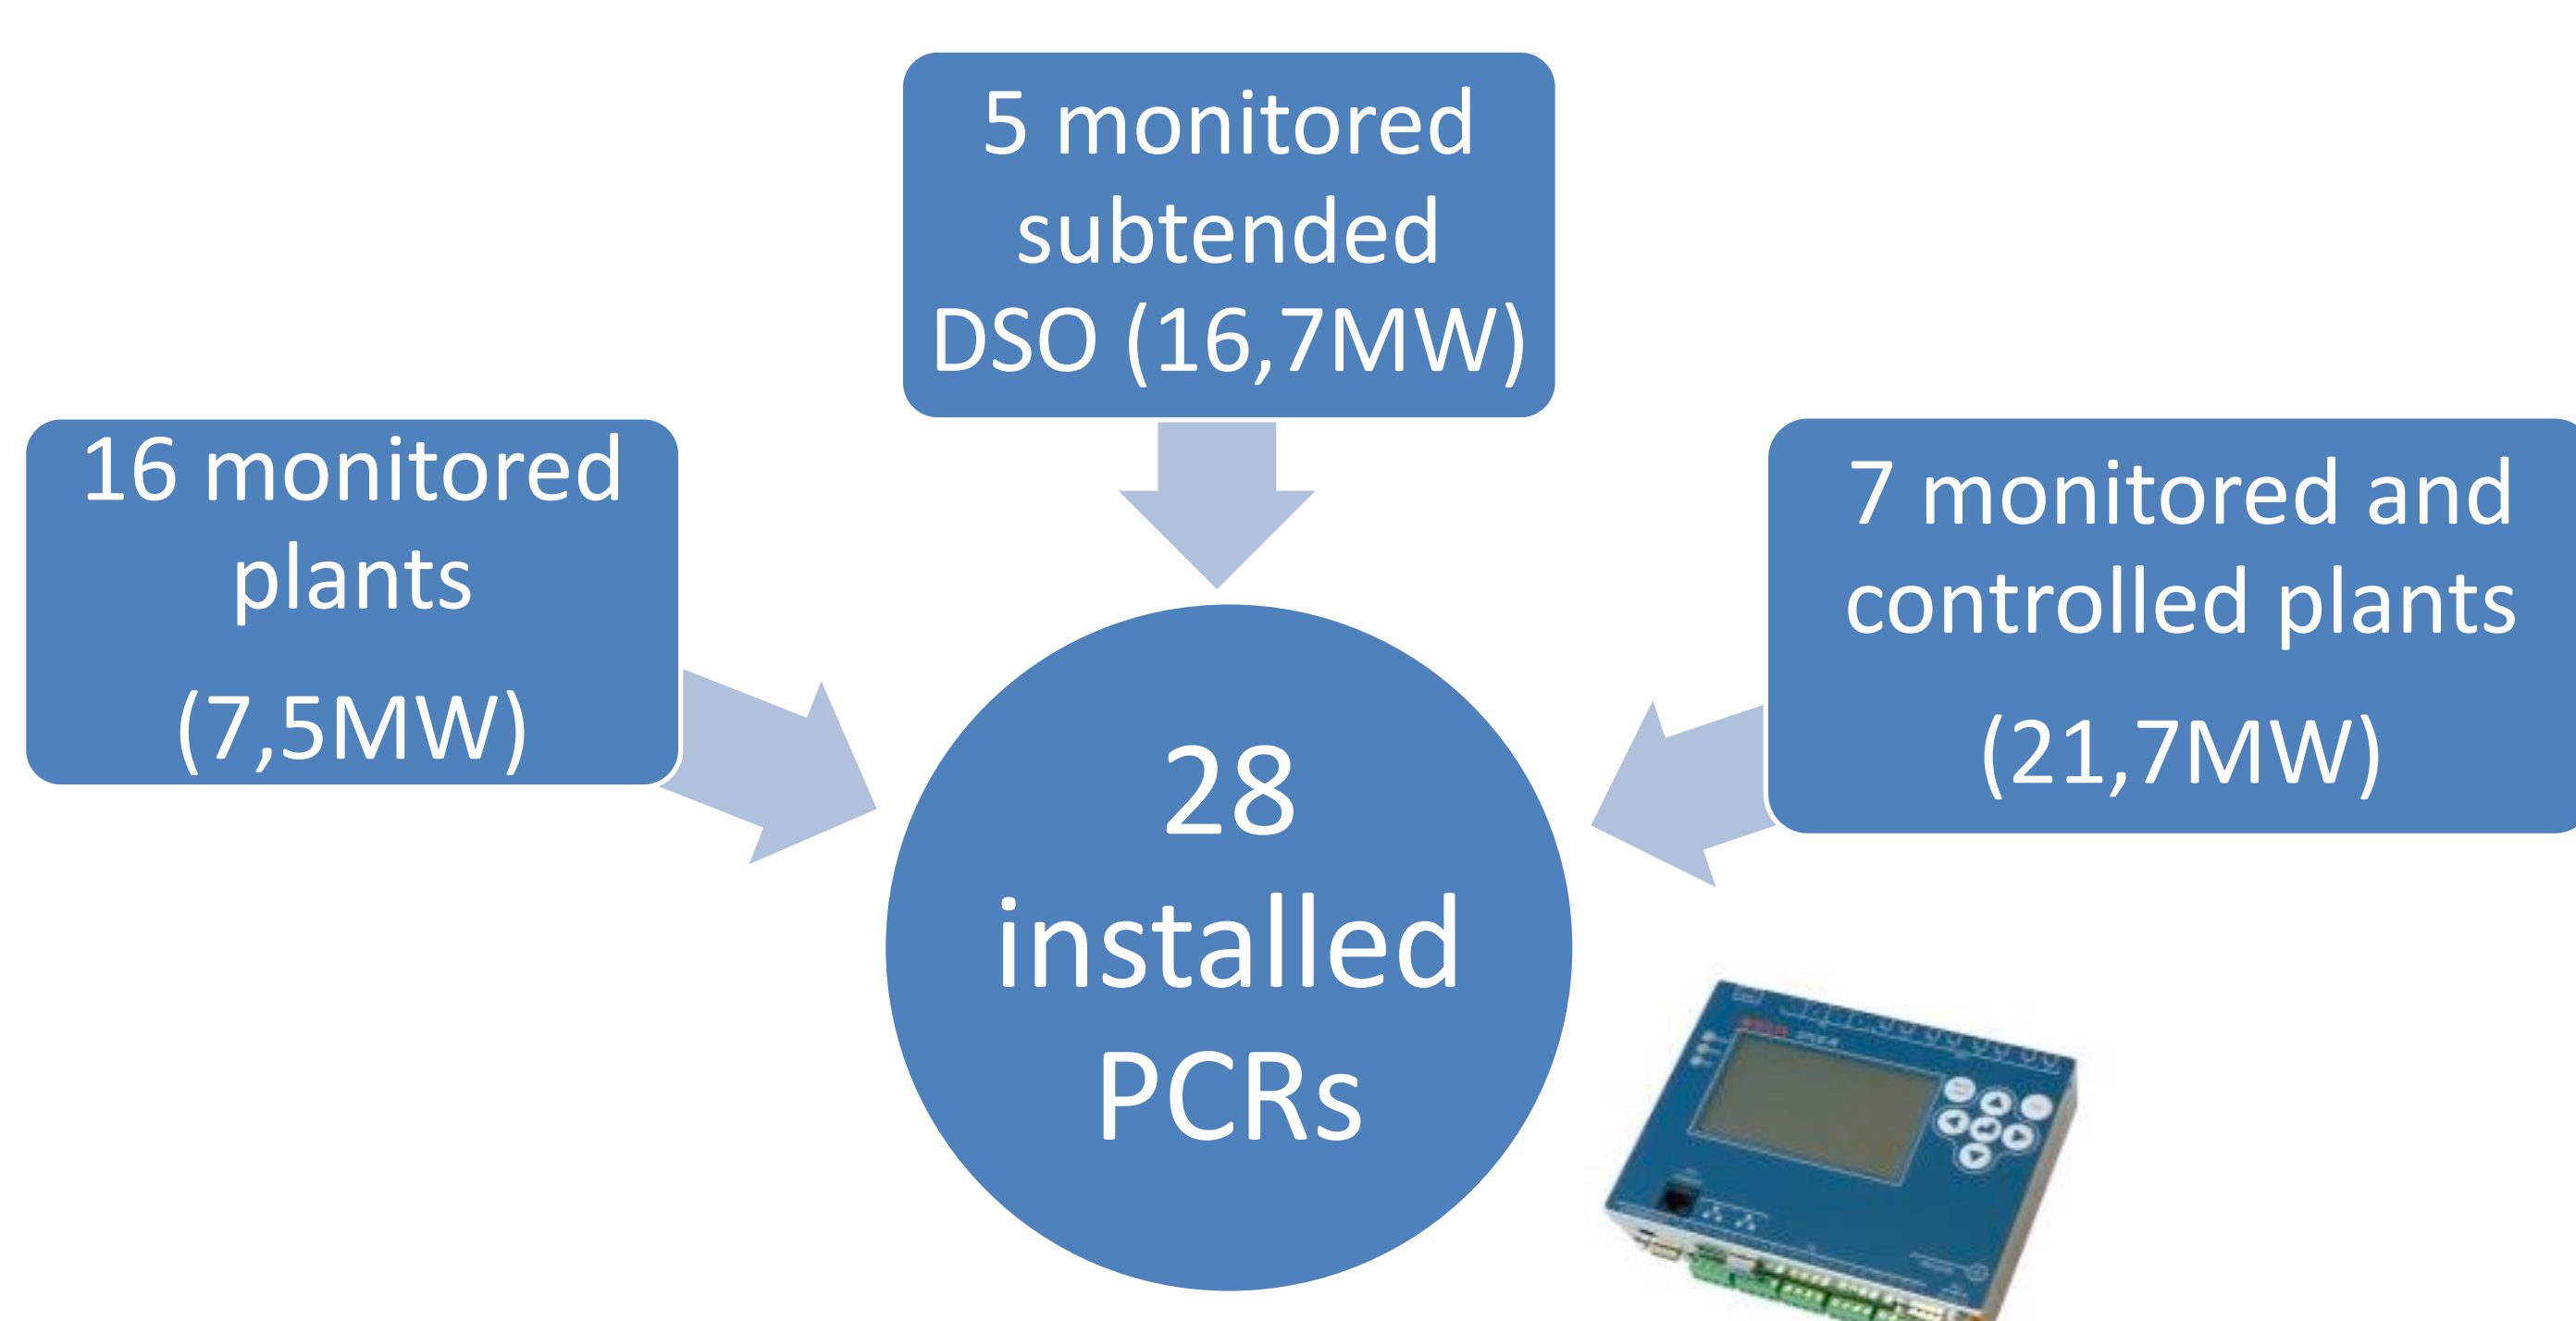 5 monitored
subtended
DSO (16,7MW)
16 monitored
plants
(7,5MW)
7 monitored and
controlled plants
(21,7MW)
28
installed
PCRs